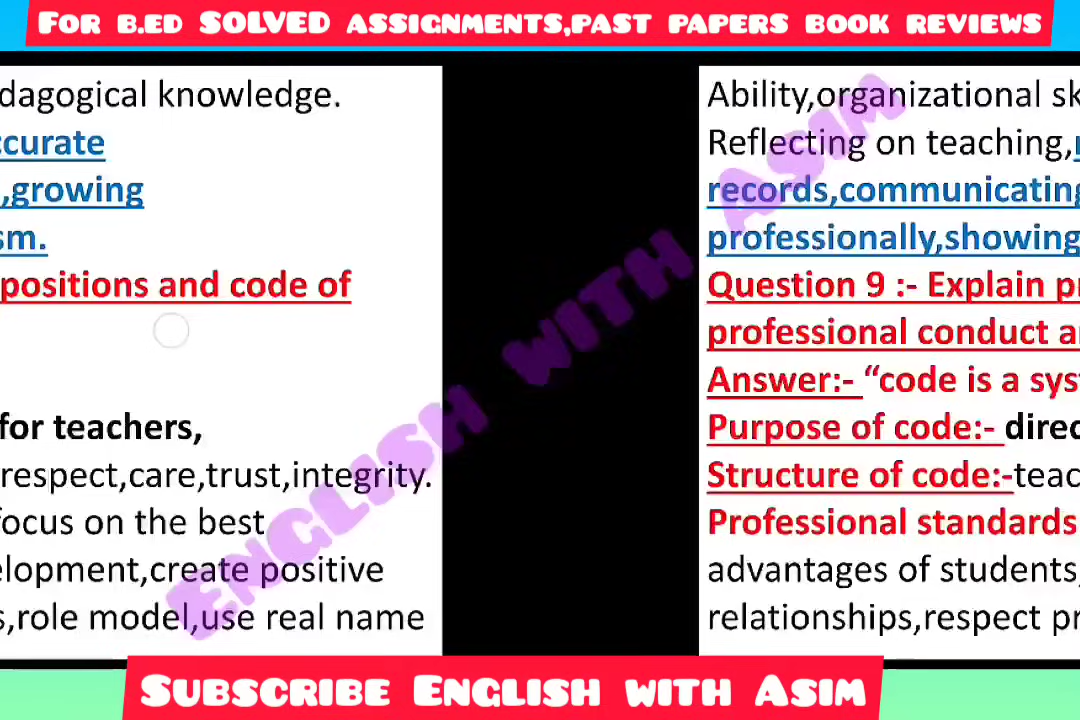 For B.ED SOLVED ASSIGNMENTS,PAST PAPERS BOOK REVIEWS
dagogical knowledge.
ccurate
,growing
sm.
positions and code of
for teachers,
respect,care,trust,integrity.
focus on the best
elopment,create positive
s,role model,use real name
Ability,organizational sk
Reflecting on teaching,
records,communicating
professionally,showing
Question 9 :- Explain pr
professional conduct a
Answer:- “code is a sys
Purpose of code:- direc
Structure of code:-teac
Professional standards
advantages of students,
relationships,respect pr
ENGLISH WITH ASIM
SUBSCRIBE ENGLISH WITH ASIM